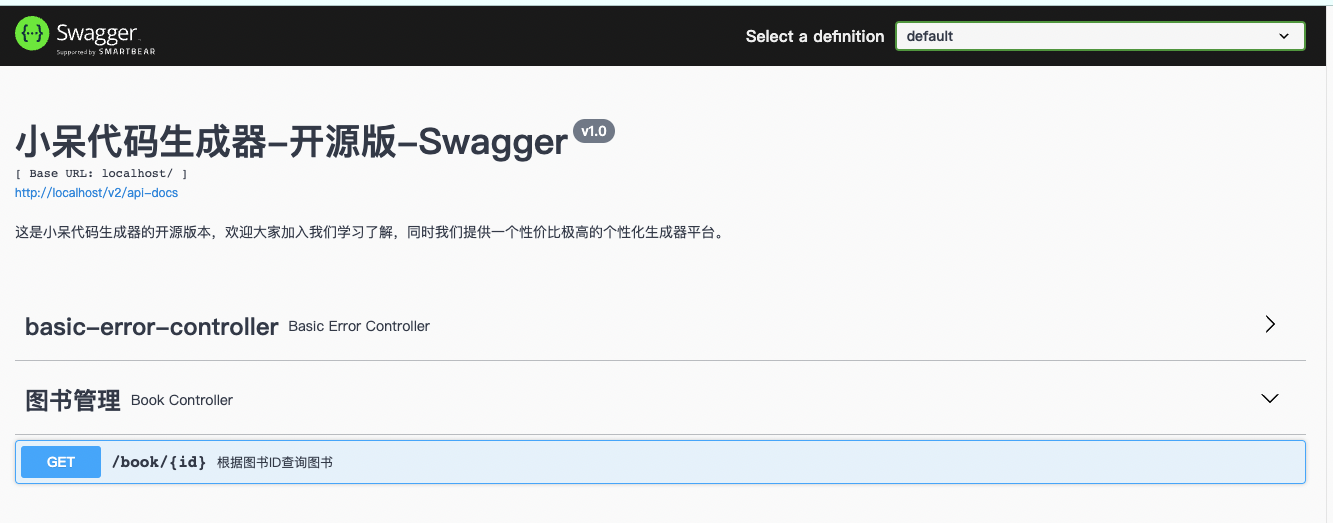 Swagger
Supported by SMARTBEAR
Select a definition
default
小呆代码生成器-开源版-Swagger v1.0
[ Base URL: localhost/ ]
http://localhost/v2/api-docs
这是小呆代码生成器的开源版本，欢迎大家加入我们学习了解，同时我们提供一个性价比极高的个性化生成器平台。
basic-error-controller Basic Error Controller
图书管理 Book Controller
GET /book/{id} 根据图书ID查询图书